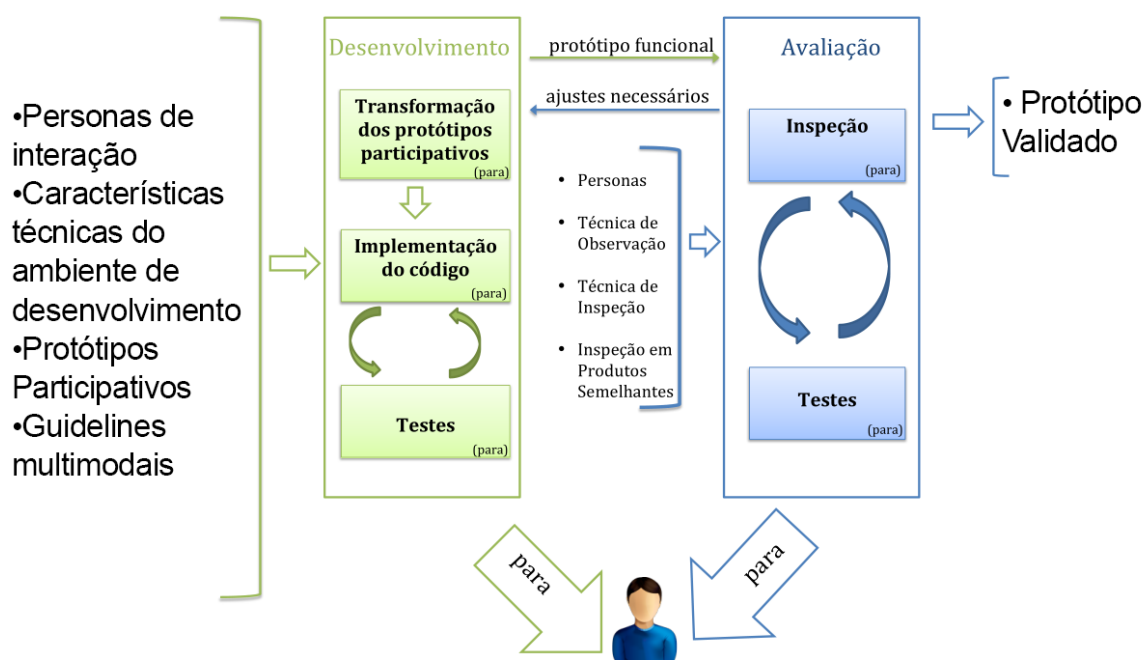 •Personas de
interação
•Características
técnicas do
ambiente de
desenvolvimento
•Protótipos
Participativos
•Guidelines
multimodais
Desenvolvimento
Transformação
dos protótipos
participativos
(para)
Implementação
do código
(para)
Testes
(para)
protótipo funcional
ajustes necessários
• Personas
• Técnica de
Observação
• Técnica de
Inspeção
• Inspeção em
Produtos
Semelhantes
Avaliação
Inspeção
(para)
Testes
(para)
• Protótipo
Validado
para
para